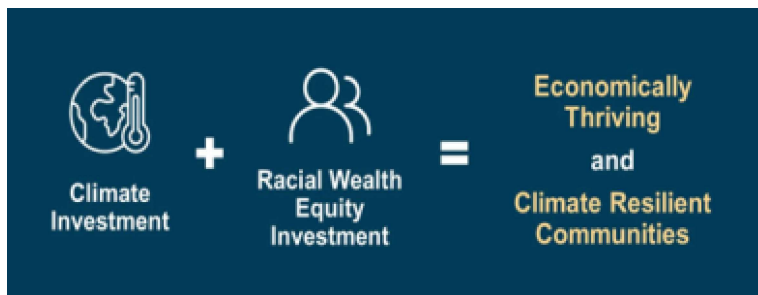 Climate
Investment
+
Racial Wealth
Equity
Investment
=
Economically
Thriving
and
Climate Resilient
Communities